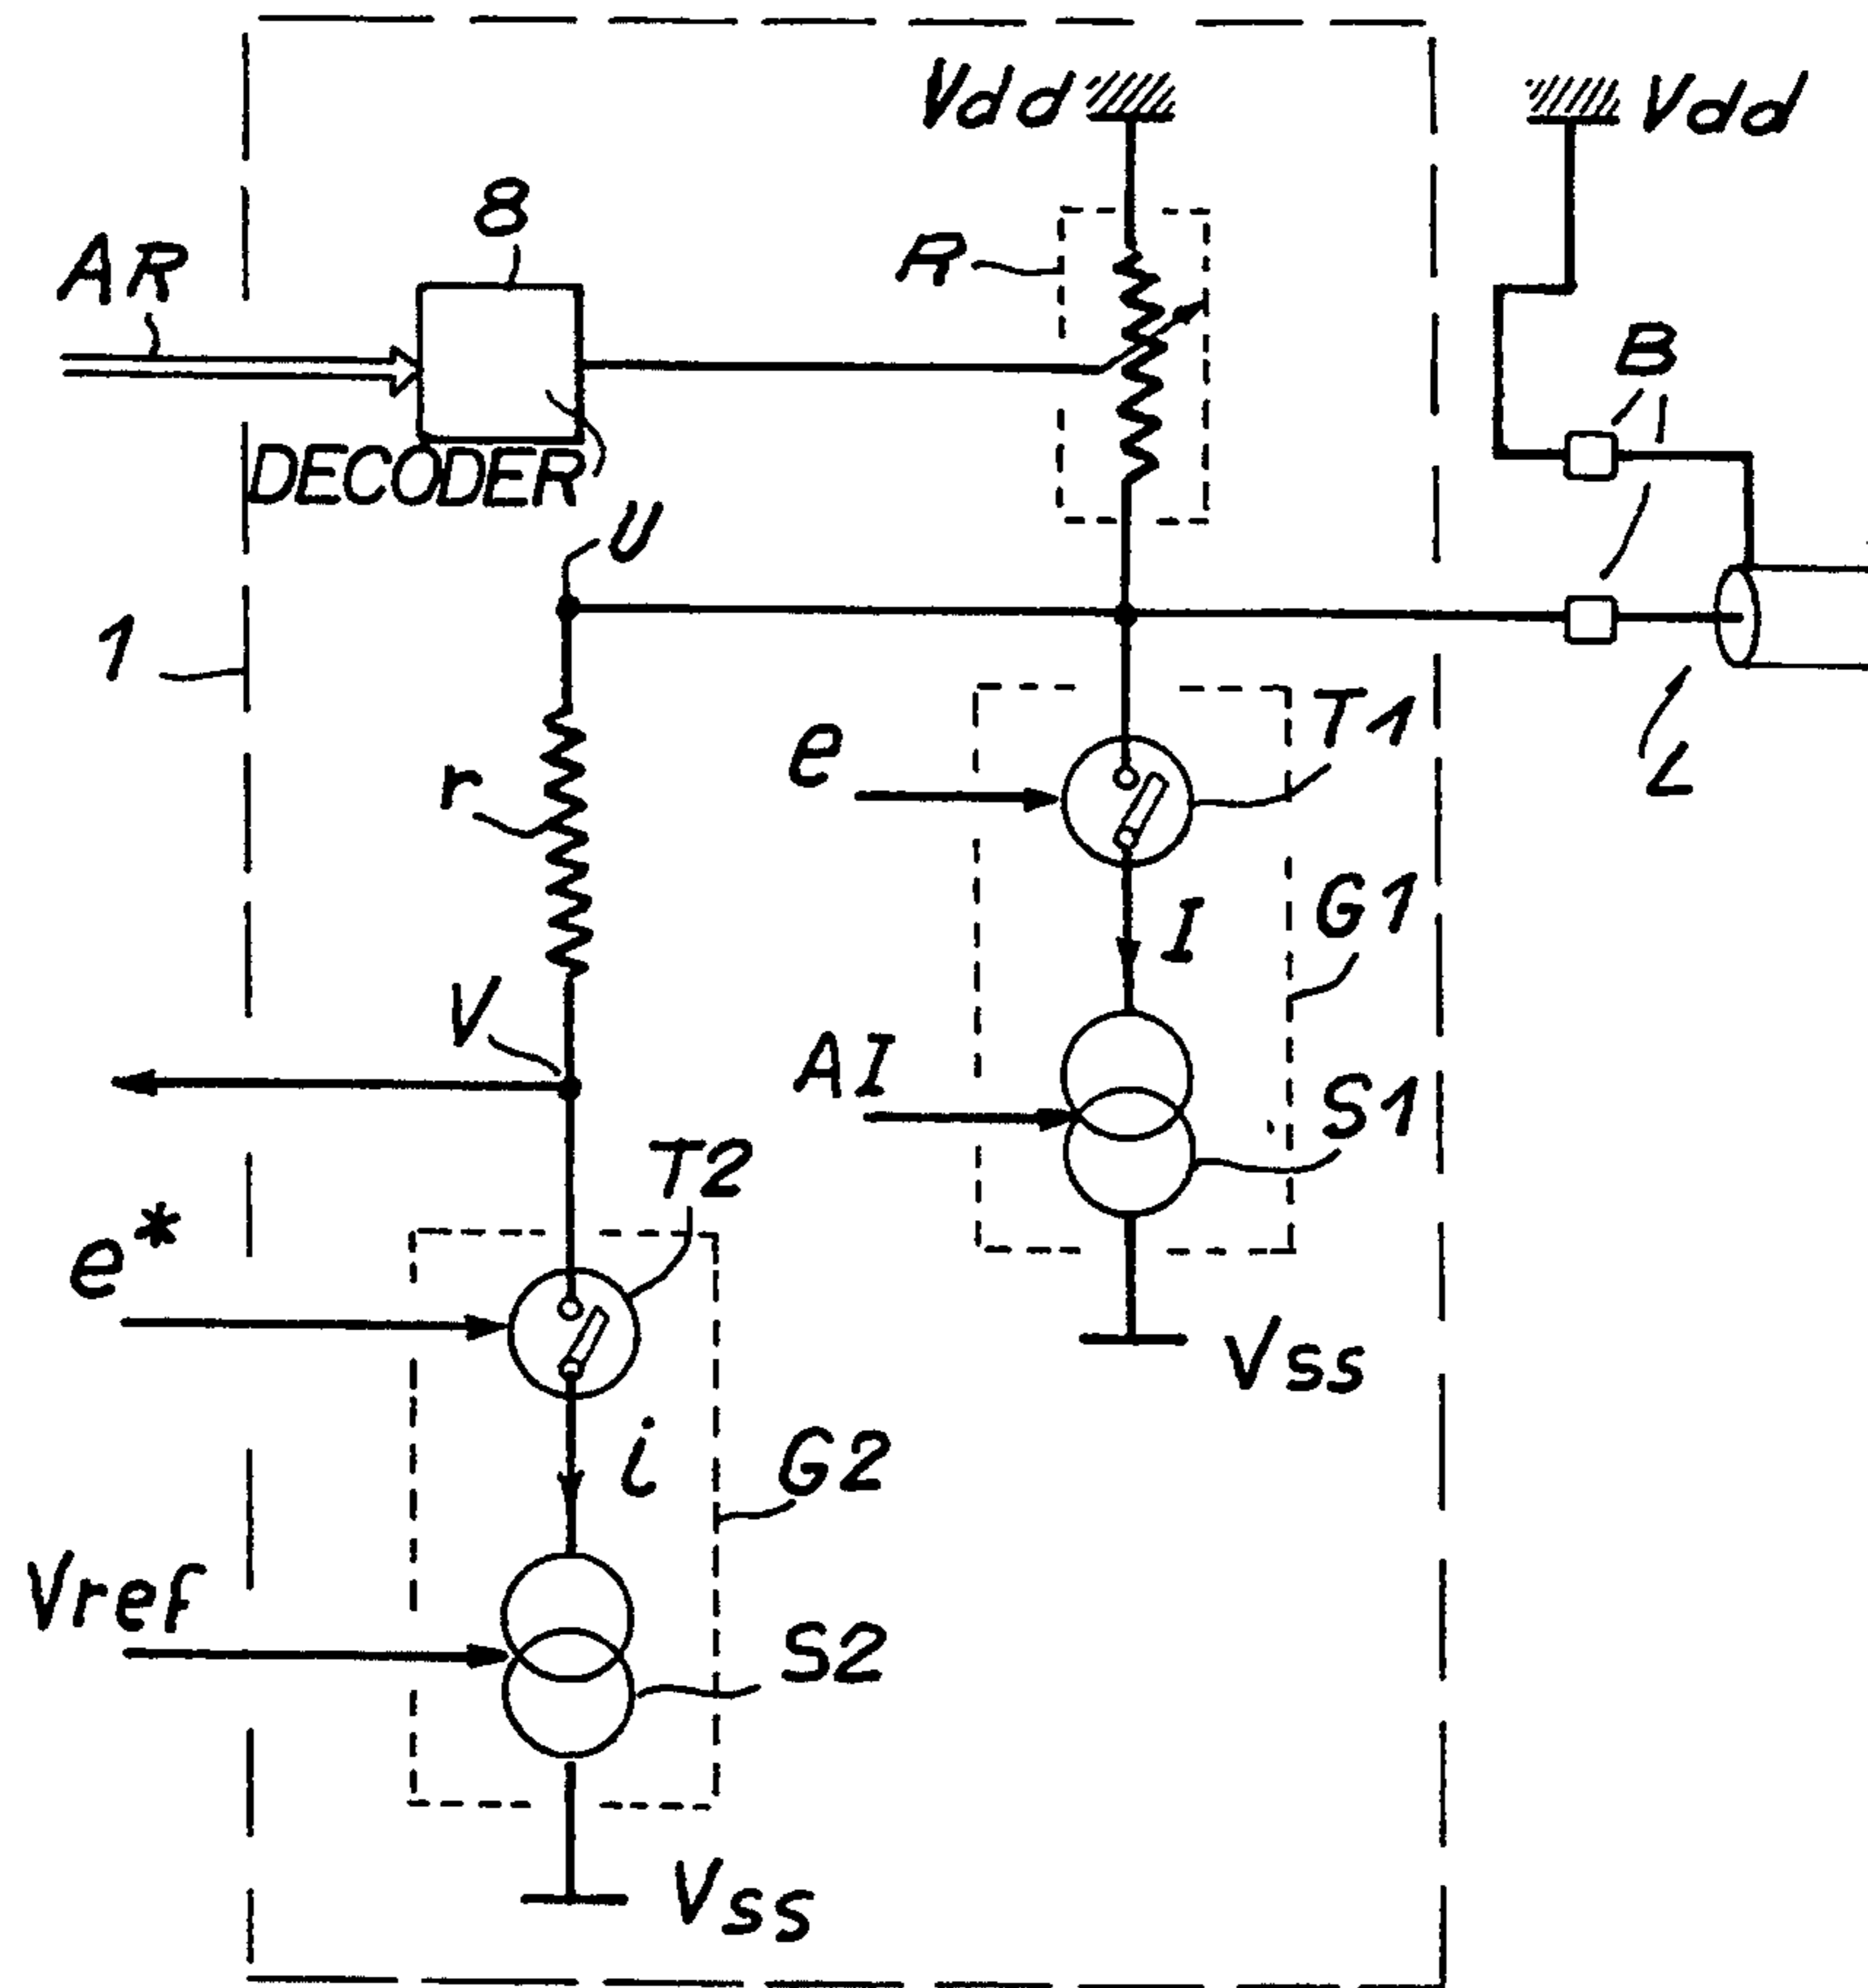 Vdd
Vdd
8
AR
R
B
DECODER
U
1
T1
e
r
L
G1
I
V
AI
S1
T2
e*
Vss
i
G2
Vref
S2
Vss